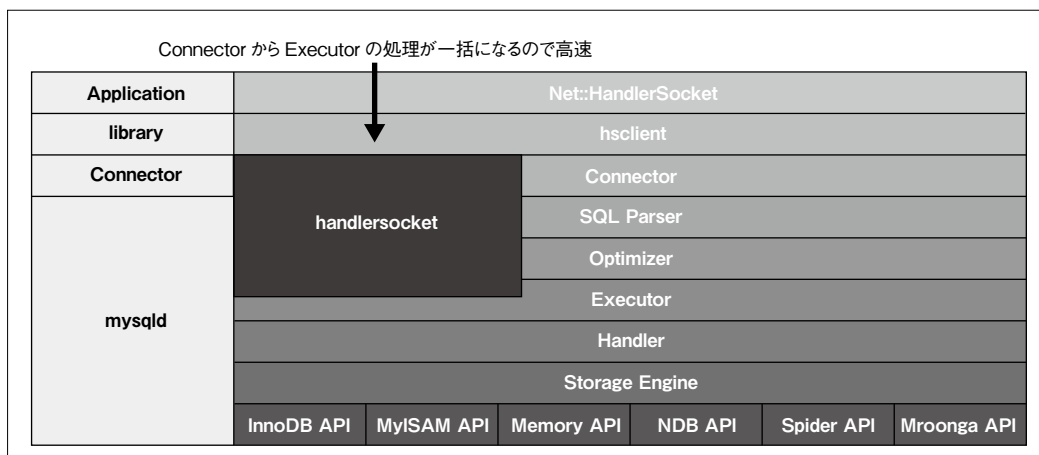 Connector から Executor の処理が一括になるので高速
Application
Net::HandlerSocket
library
hsclient
Connector
Connector
handlersocket
SQL Parser
Optimizer
Executor
mysqld
Handler
Storage Engine
InnoDB API
MyISAM API
Memory API
NDB API
Spider API
Mroonga API